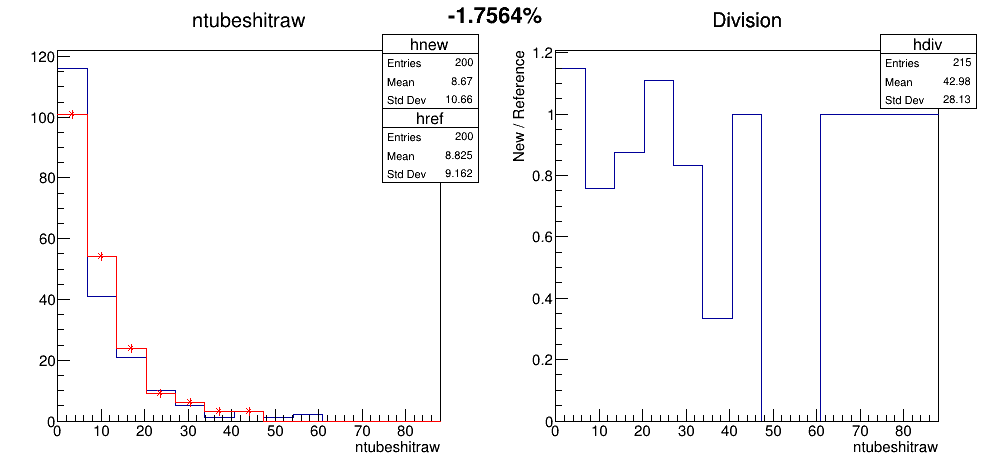 -1.7564%
ntubeshitraw
hnew
Entries 200
Mean 8.67
Std Dev 10.66
href
Entries 200
Mean 8.825
Std Dev 9.162
120
100
80
60
40
20
0
0 10 20 30 40 50 60 70 80
ntubeshitraw
Division
hdiv
Entries 215
Mean 42.98
Std Dev 28.13
New / Reference
1.2
1
0.8
0.6
0.4
0.2
0
0 10 20 30 40 50 60 70 80
ntubeshitraw